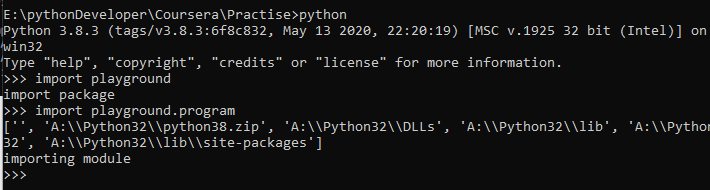 E:\pythonDeveloper\Coursera\Practise>python
Python 3.8.3 (tags/v3.8.3:6f8c832, May 13 2020, 22:20:19) [MSC v.1925 32 bit (Intel)] on
win32
Type "help", "copyright", "credits" or "license" for more information.
>>> import playground
import package
>>> import playground.program
['', 'A:\\Python32\\python38.zip', 'A:\\Python32\\DLLs', 'A:\\Python32\\lib', 'A:\\Python
32', 'A:\\Python32\\lib\\site-packages']
importing module
>>>